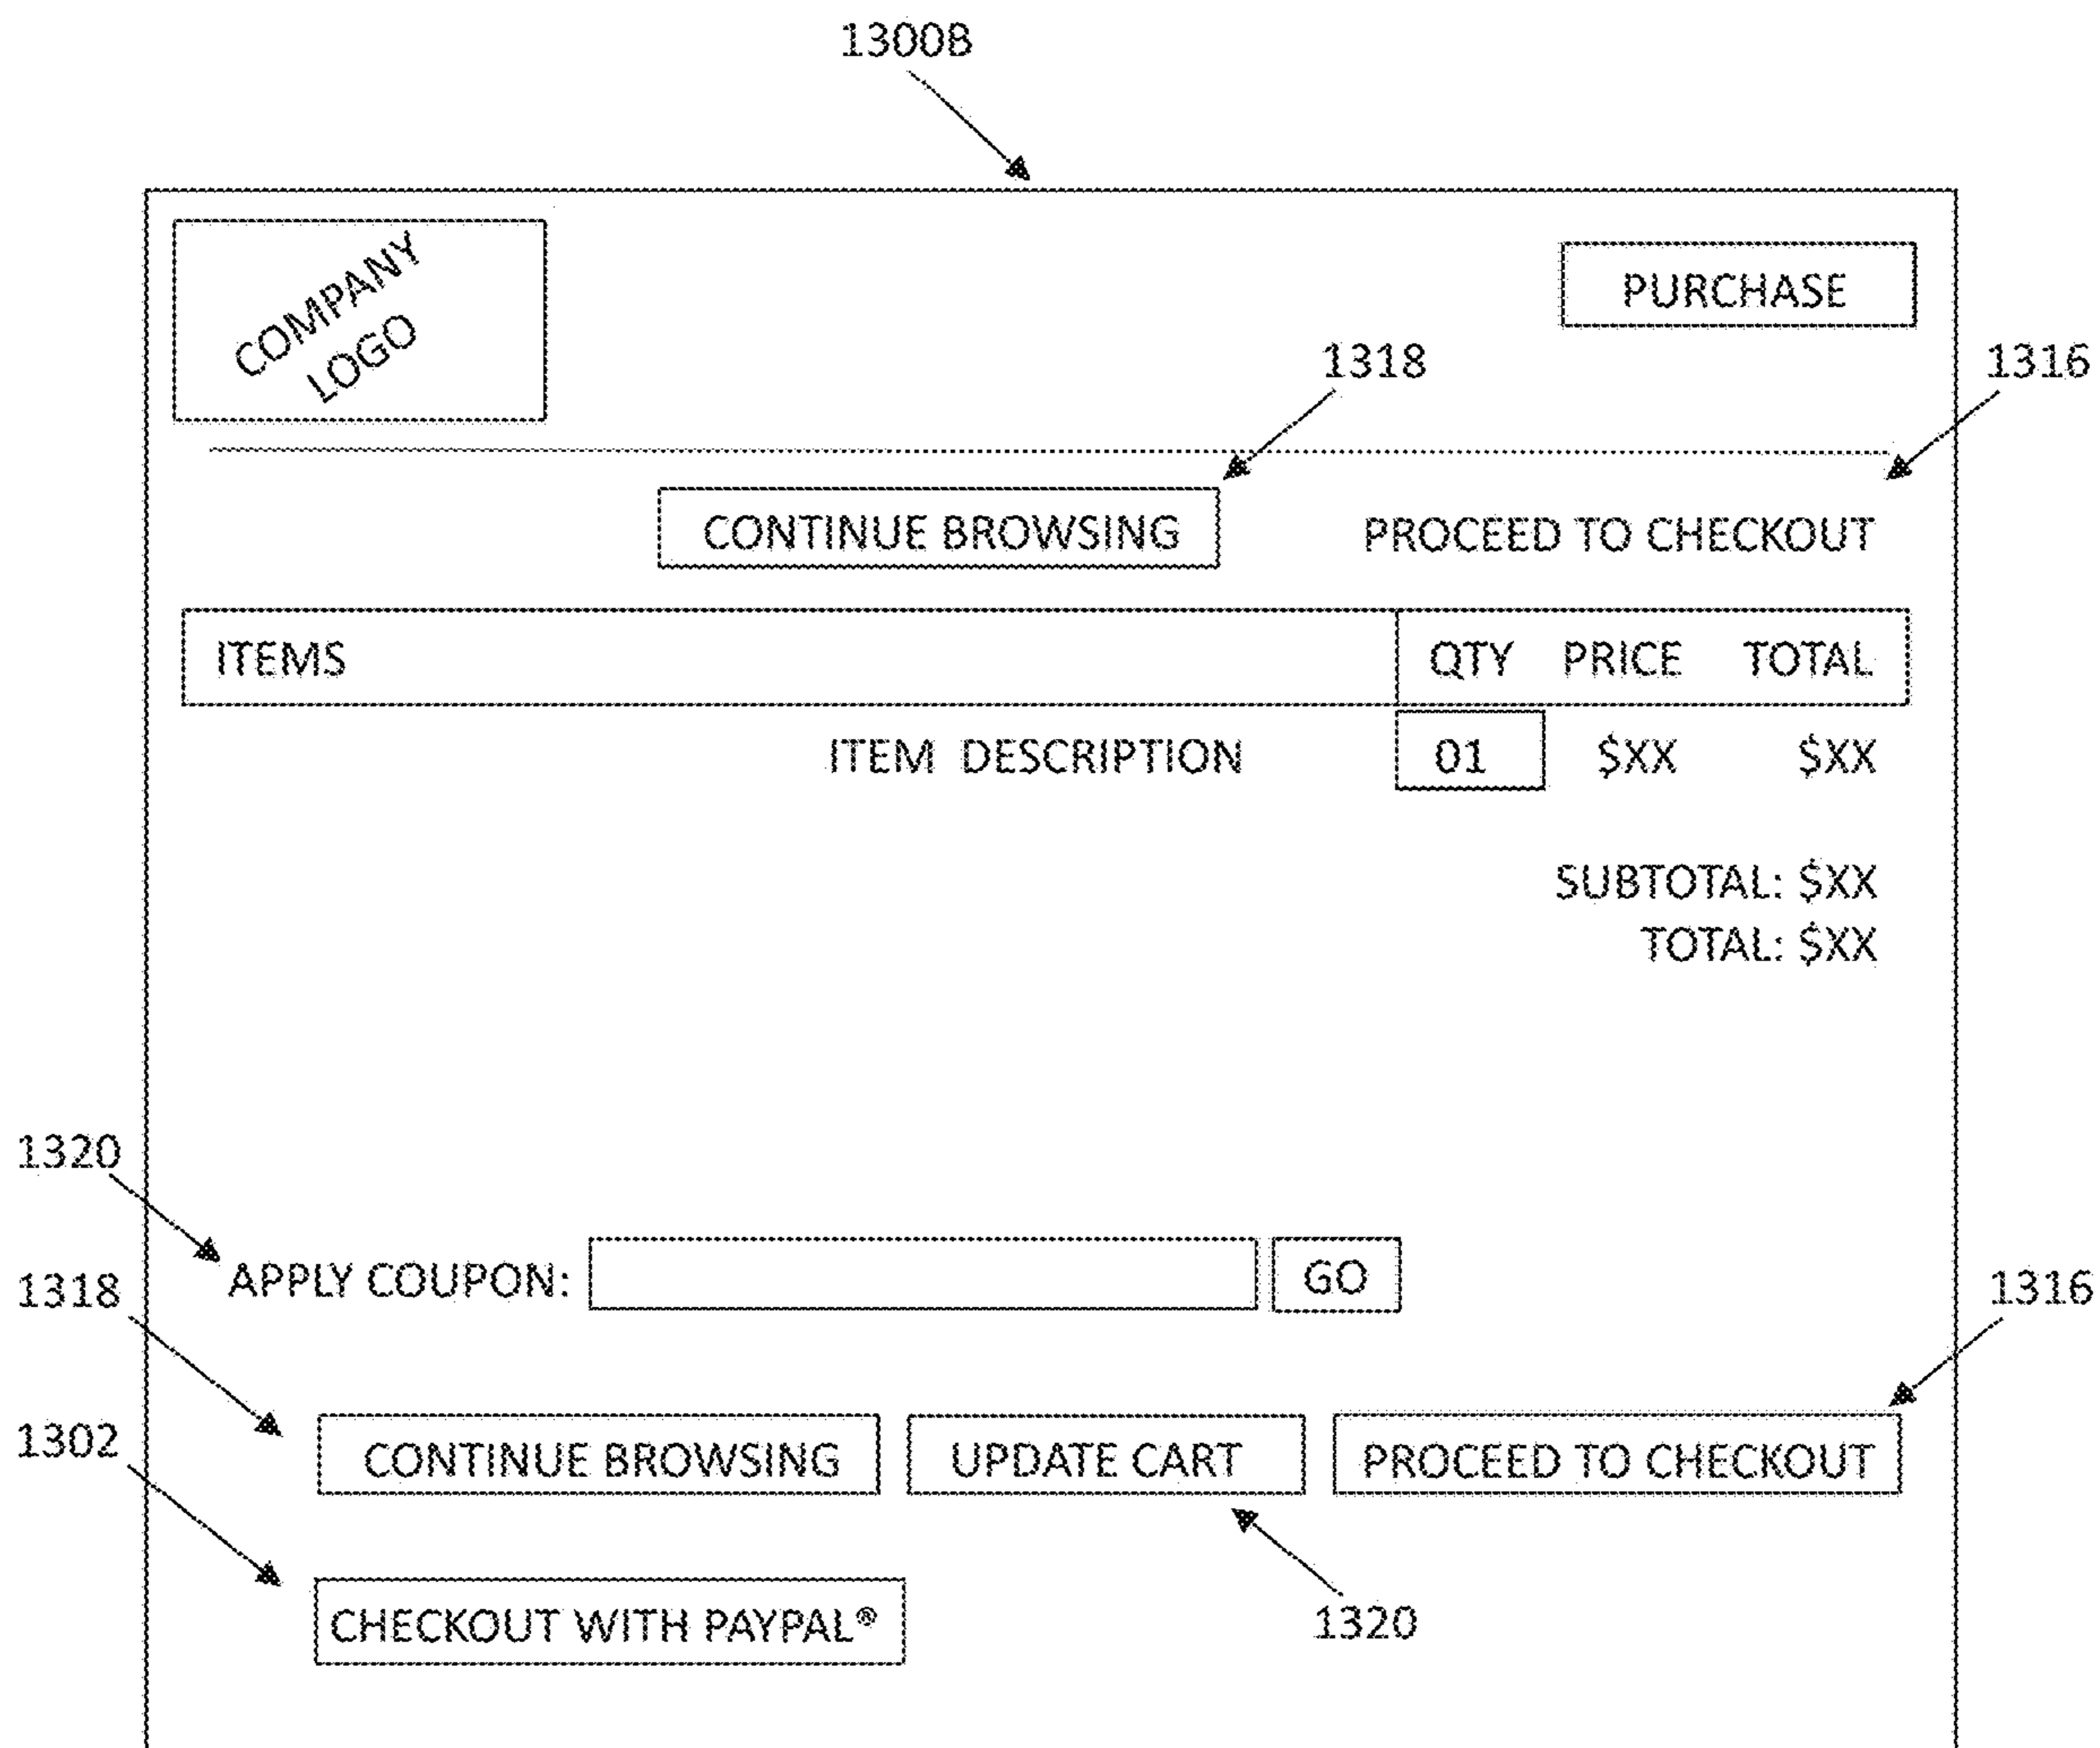 1300B
COMPANY
LOGO
PURCHASE
1318
1316
CONTINUE BROWSING
PROCEED TO CHECKOUT
ITEMS QTY PRICE TOTAL
ITEM DESCRIPTION 01 $XX $XX
SUBTOTAL: $XX
TOTAL: $XX
1320
APPLY COUPON: GO
1318
1316
1302
CONTINUE BROWSING
UPDATE CART
PROCEED TO CHECKOUT
CHECKOUT WITH PAYPAL®
1320